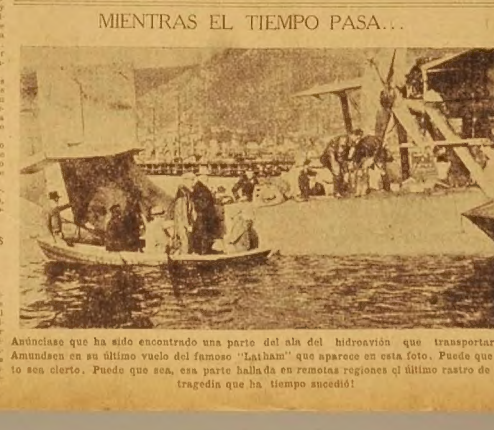 MIENTRAS EL TIEMPO PASA...
Anúnciase que ha sido encontrado una parte del ala del hidroavión que transportar
Amundsen en su último vuelo del famoso "Latham" que aparece en esta foto. Puede que
to sea cierto. Puede que sea, esa parte hallada en remotas regiones el último rastro de
tragedia que ha tiempo sucedió!